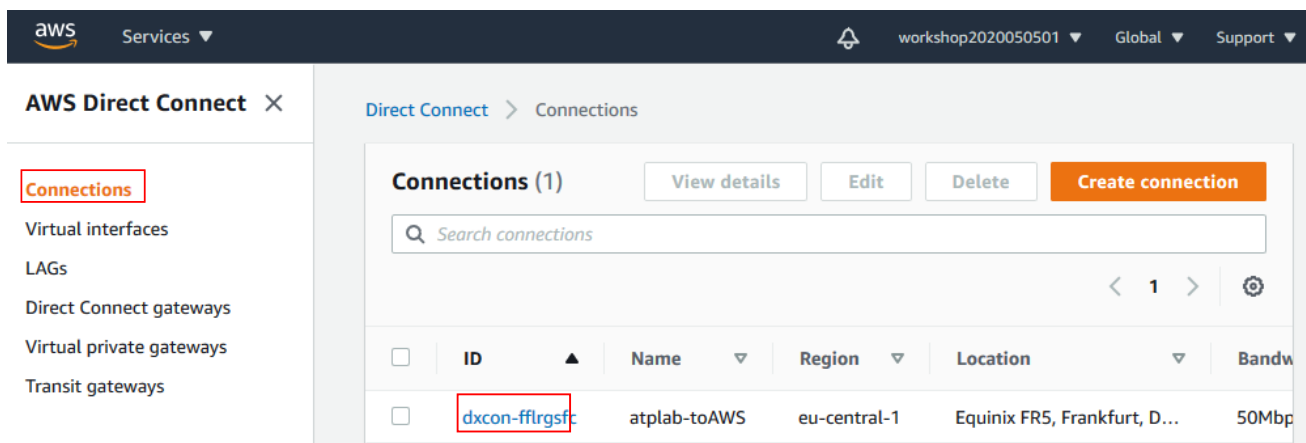 aws Services ▼ workshop2020050501 ▼ Global ▼ Support ▼
AWS Direct Connect ×
Connections
Virtual interfaces
LAGs
Direct Connect gateways
Virtual private gateways
Transit gateways
Direct Connect > Connections
Connections (1) View details Edit Delete Create connection
Search connections
< 1 >
ID Name Region Location Bandw
dxcon-fflrgsfc atplab-toAWS eu-central-1 Equinix FR5, Frankfurt, D... 50Mbp